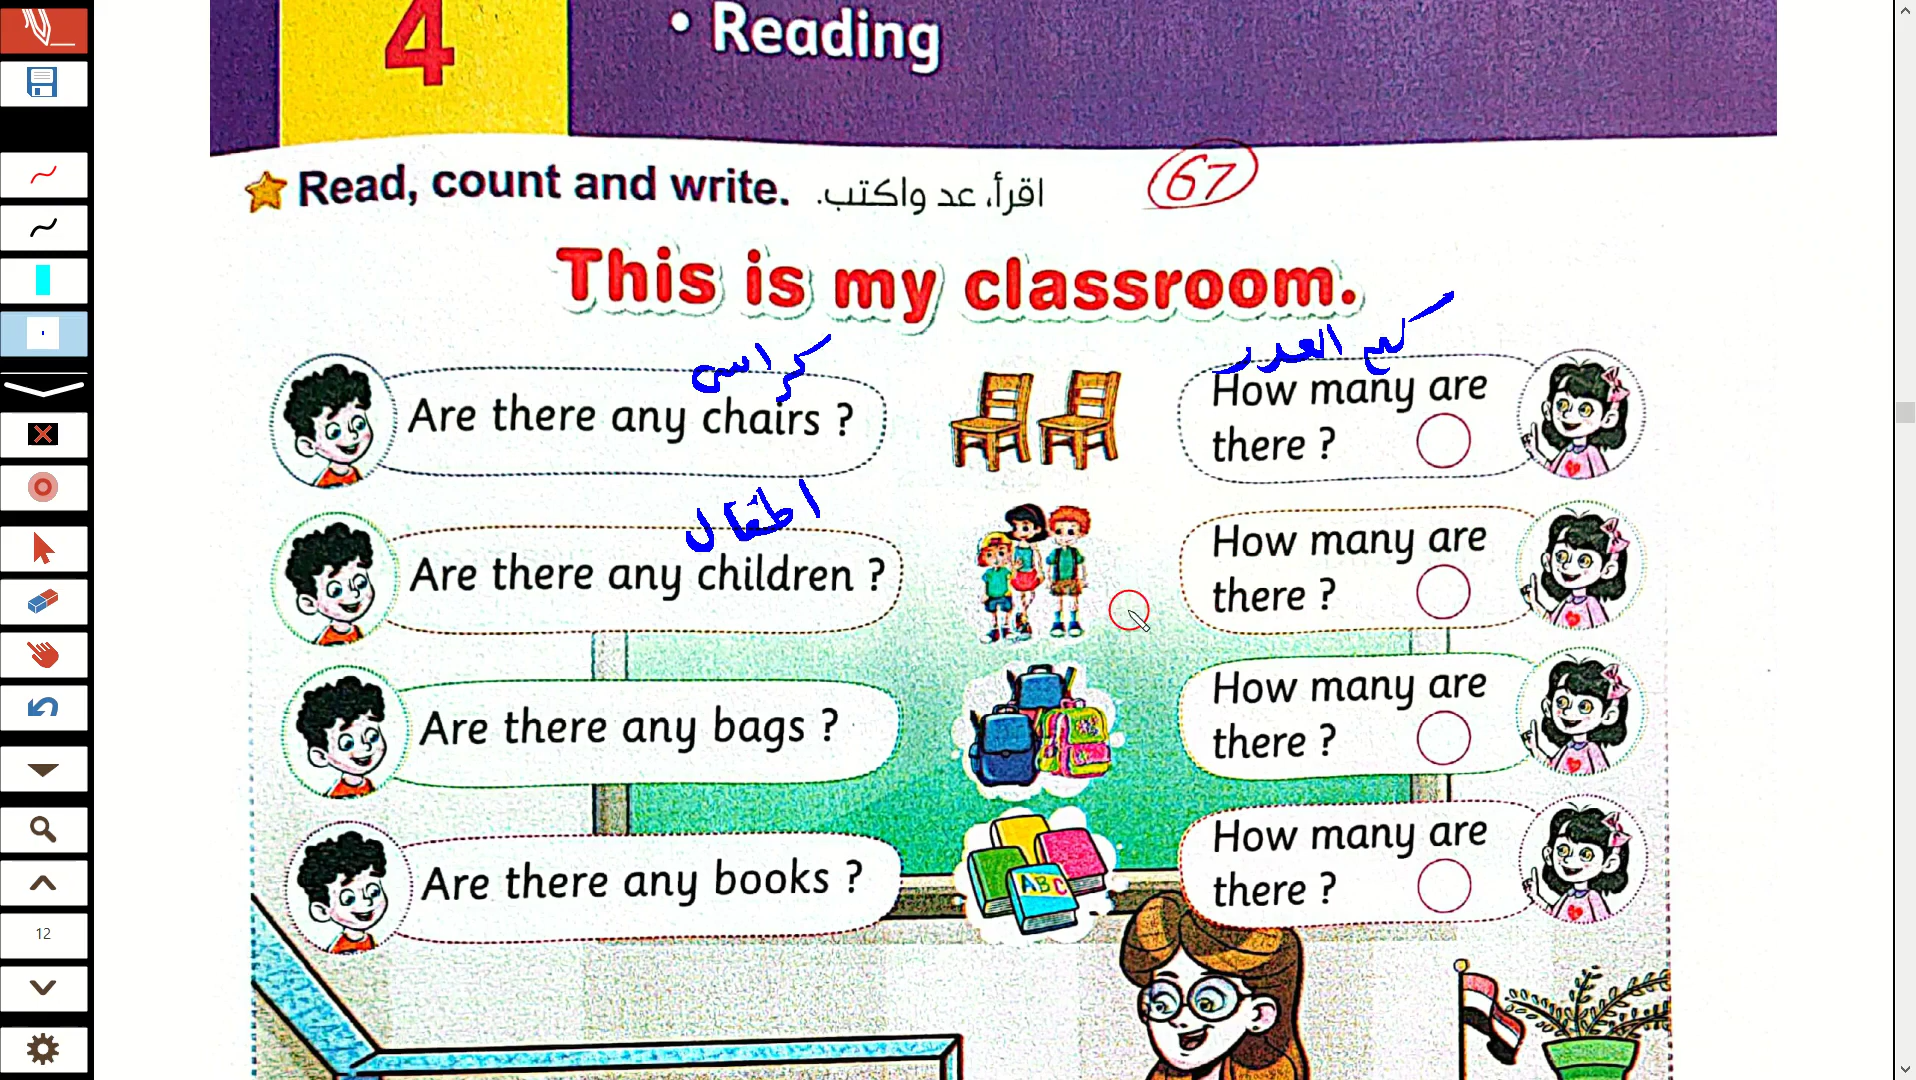 4
• Reading
Read, count and write. اقرأ، عد واكتب.
67
This is my classroom.
كراسى
كم العدد
Are there any chairs ?
How many are
there ?
اطفال
Are there any children ?
How many are
there ?
Are there any bags ?
How many are
there ?
Are there any books ?
ABC
How many are
there ?
12